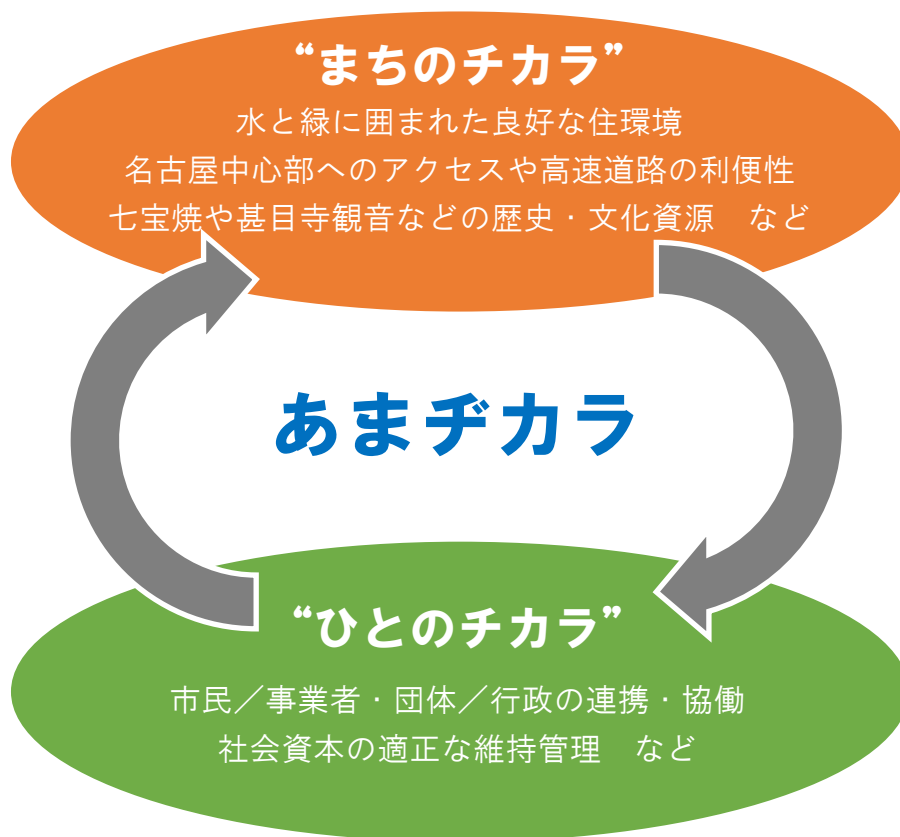 “まちのチカラ”
水と緑に囲まれた良好な住環境
名古屋中心部へのアクセスや高速道路の利便性
七宝焼や甚目寺観音などの歴史・文化資源　など
あまヂカラ
“ひとのチカラ”
市民／事業者・団体／行政の連携・協働
社会資本の適正な維持管理　など